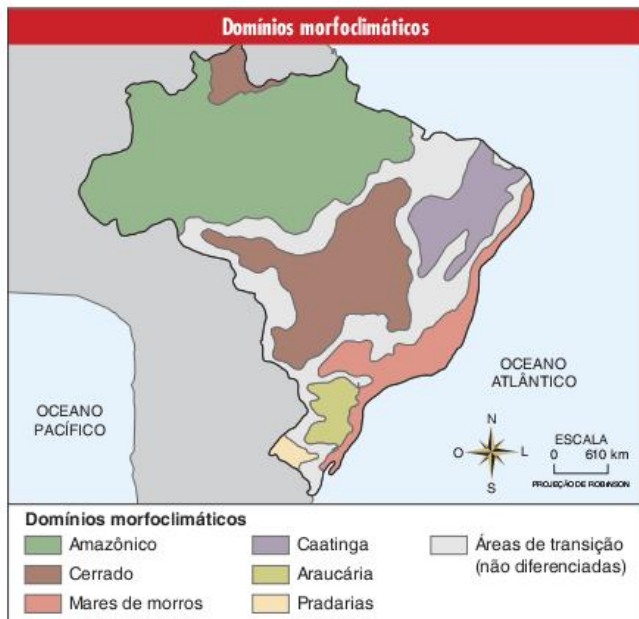 Domínios morfoclimáticos
OCEANO
PACÍFICO
OCEANO
ATLÂNTICO
N
O
L
S
ESCALA
0 610 km
PROJEÇÃO DE ROBINSON
Domínios morfoclimáticos
Amazônico
Cerrado
Mares de morros
Caatinga
Araucária
Pradarias
Áreas de transição
(não diferenciadas)